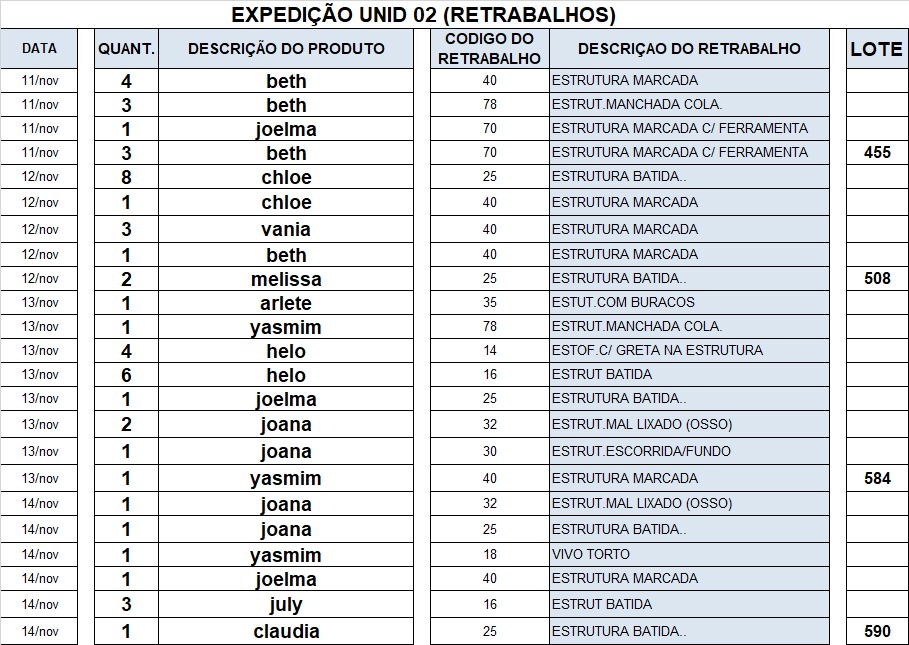 EXPEDIÇÃO UNID 02 (RETRABALHOS)
DATA QUANT. DESCRIÇÃO DO PRODUTO CODIGO DO RETRABALHO DESCRIÇAO DO RETRABALHO LOTE
11/nov 4 beth 40 ESTRUTURA MARCADA
11/nov 3 beth 78 ESTRUT.MANCHADA COLA.
11/nov 1 joelma 70 ESTRUTURA MARCADA C/ FERRAMENTA
11/nov 3 beth 70 ESTRUTURA MARCADA C/ FERRAMENTA 455
12/nov 8 chloe 25 ESTRUTURA BATIDA..
12/nov 1 chloe 40 ESTRUTURA MARCADA
12/nov 3 vania 40 ESTRUTURA MARCADA
12/nov 1 beth 40 ESTRUTURA MARCADA
12/nov 2 melissa 25 ESTRUTURA BATIDA.. 508
13/nov 1 arlete 35 ESTUT.COM BURACOS
13/nov 1 yasmim 78 ESTRUT.MANCHADA COLA.
13/nov 4 helo 14 ESTOF.C/ GRETA NA ESTRUTURA
13/nov 6 helo 16 ESTRUT BATIDA
13/nov 1 joelma 25 ESTRUTURA BATIDA..
13/nov 2 joana 32 ESTRUT.MAL LIXADO (OSSO)
13/nov 1 joana 30 ESTRUT.ESCORRIDA/FUNDO
13/nov 1 yasmim 40 ESTRUTURA MARCADA 584
14/nov 1 joana 32 ESTRUT.MAL LIXADO (OSSO)
14/nov 1 joana 25 ESTRUTURA BATIDA..
14/nov 1 yasmim 18 VIVO TORTO
14/nov 1 joelma 40 ESTRUTURA MARCADA
14/nov 3 july 16 ESTRUT BATIDA
14/nov 1 claudia 25 ESTRUTURA BATIDA.. 590